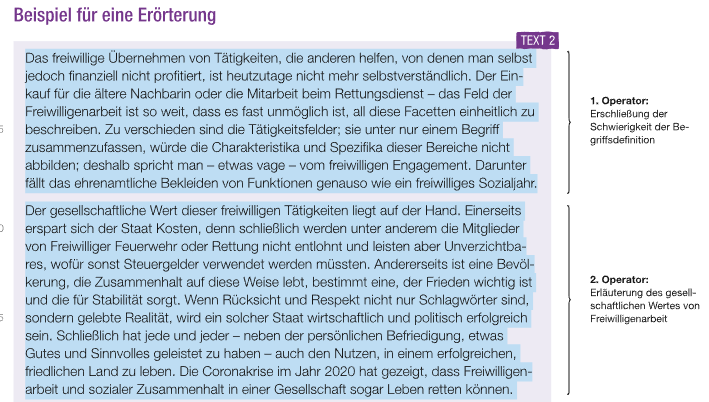 Beispiel für eine Erörterung
TEXT 2
Das freiwillige Übernehmen von Tätigkeiten, die anderen helfen, von denen man selbst
jedoch finanziell nicht profitiert, ist heutzutage nicht mehr selbstverständlich. Der Ein-
kauf für die ältere Nachbarin oder die Mitarbeit beim Rettungsdienst – das Feld der
Freiwilligenarbeit ist so weit, dass es fast unmöglich ist, all diese Facetten einheitlich zu
beschreiben. Zu verschieden sind die Tätigkeitsfelder; sie unter nur einem Begriff
zusammenzufassen, würde die Charakteristika und Spezifika dieser Bereiche nicht
abbilden; deshalb spricht man – etwas vage – vom freiwilligen Engagement. Darunter
fällt das ehrenamtliche Bekleiden von Funktionen genauso wie ein freiwilliges Sozialjahr.
1. Operator:
Erschließung der
Schwierigkeit der Be-
griffsdefinition
Der gesellschaftliche Wert dieser freiwilligen Tätigkeiten liegt auf der Hand. Einerseits
erspart sich der Staat Kosten, denn schließlich werden unter anderem die Mitglieder
von Freiwilliger Feuerwehr oder Rettung nicht entlohnt und leisten aber Unverzichtba-
res, wofür sonst Steuergelder verwendet werden müssten. Andererseits ist eine Bevöl-
kerung, die Zusammenhalt auf diese Weise lebt, bestimmt eine, der Frieden wichtig ist
und die für Stabilität sorgt. Wenn Rücksicht und Respekt nicht nur Schlagwörter sind,
sondern gelebte Realität, wird ein solcher Staat wirtschaftlich und politisch erfolgreich
sein. Schließlich hat jede und jeder – neben der persönlichen Befriedigung, etwas
Gutes und Sinnvolles geleistet zu haben – auch den Nutzen, in einem erfolgreichen,
friedlichen Land zu leben. Die Coronakrise im Jahr 2020 hat gezeigt, dass Freiwilligen-
arbeit und sozialer Zusammenhalt in einer Gesellschaft sogar Leben retten können.
2. Operator:
Erläuterung des gesell-
schaftlichen Wertes von
Freiwilligenarbeit